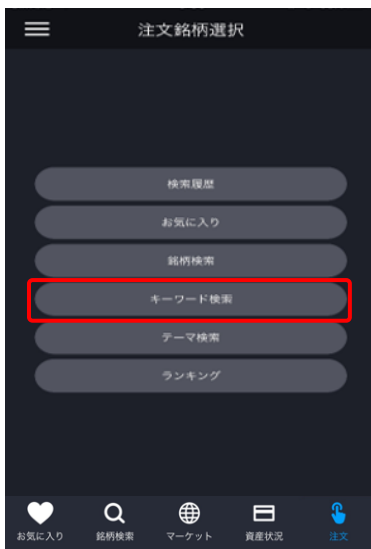 注文銘柄選択
検索履歴
お気に入り
銘柄検索
キーワード検索
テーマ検索
ランキング
お気に入り
銘柄検索
マーケット
資産状況
注文